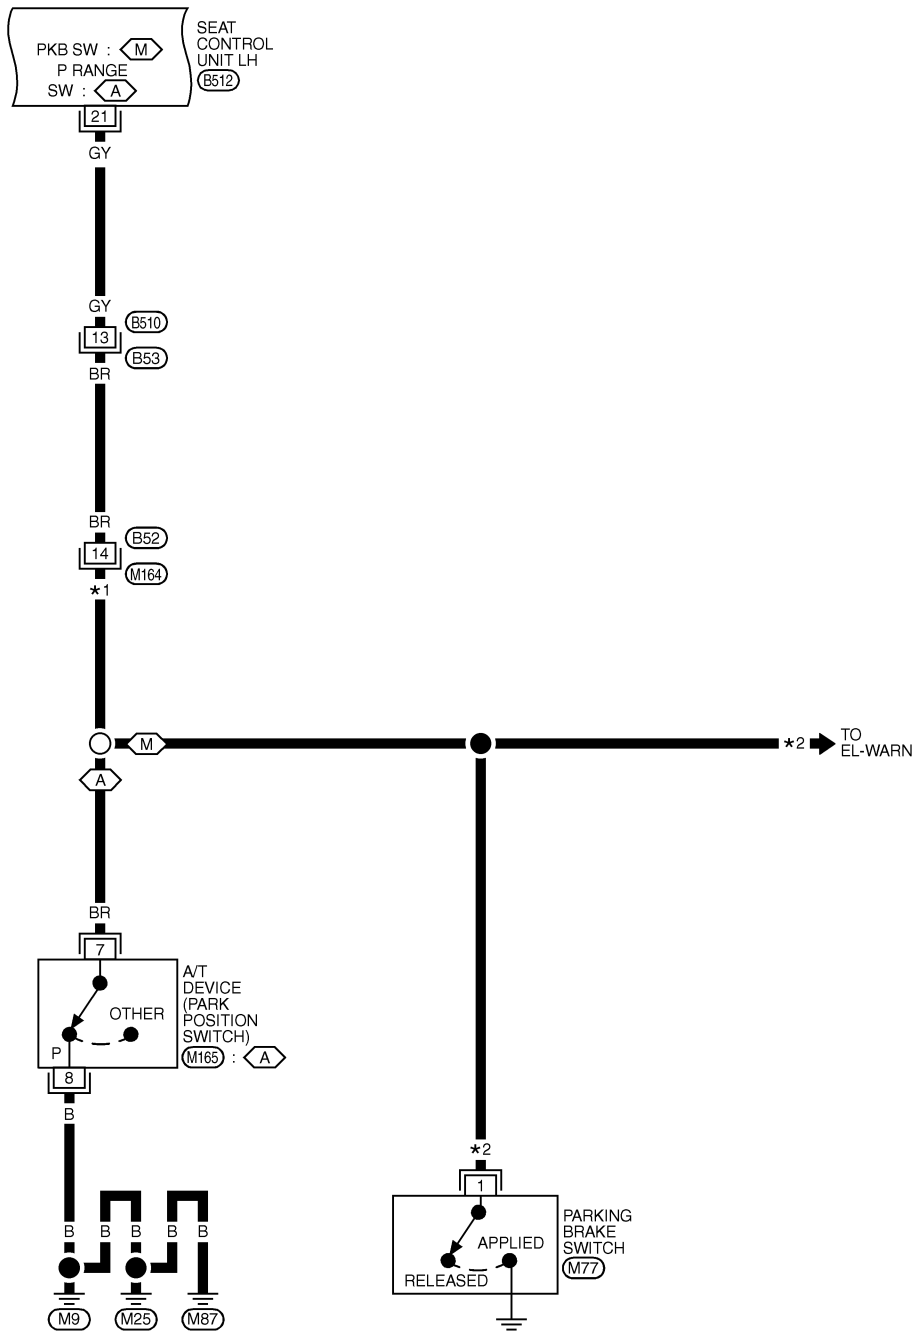 PKB SW : M
P RANGE
SW : A
SEAT
CONTROL
UNIT LH
B512
21
GY
GY
B510
13
B53
BR
BR
B52
14
M164
★1
M
★2
TO
EL-WARN
A
BR
7
A/T
DEVICE
(PARK
POSITION
SWITCH)
M165 : A
OTHER
P
8
B
★2
1
PARKING
BRAKE
SWITCH
M77
APPLIED
RELEASED
B B B B B
M9 M25 M87